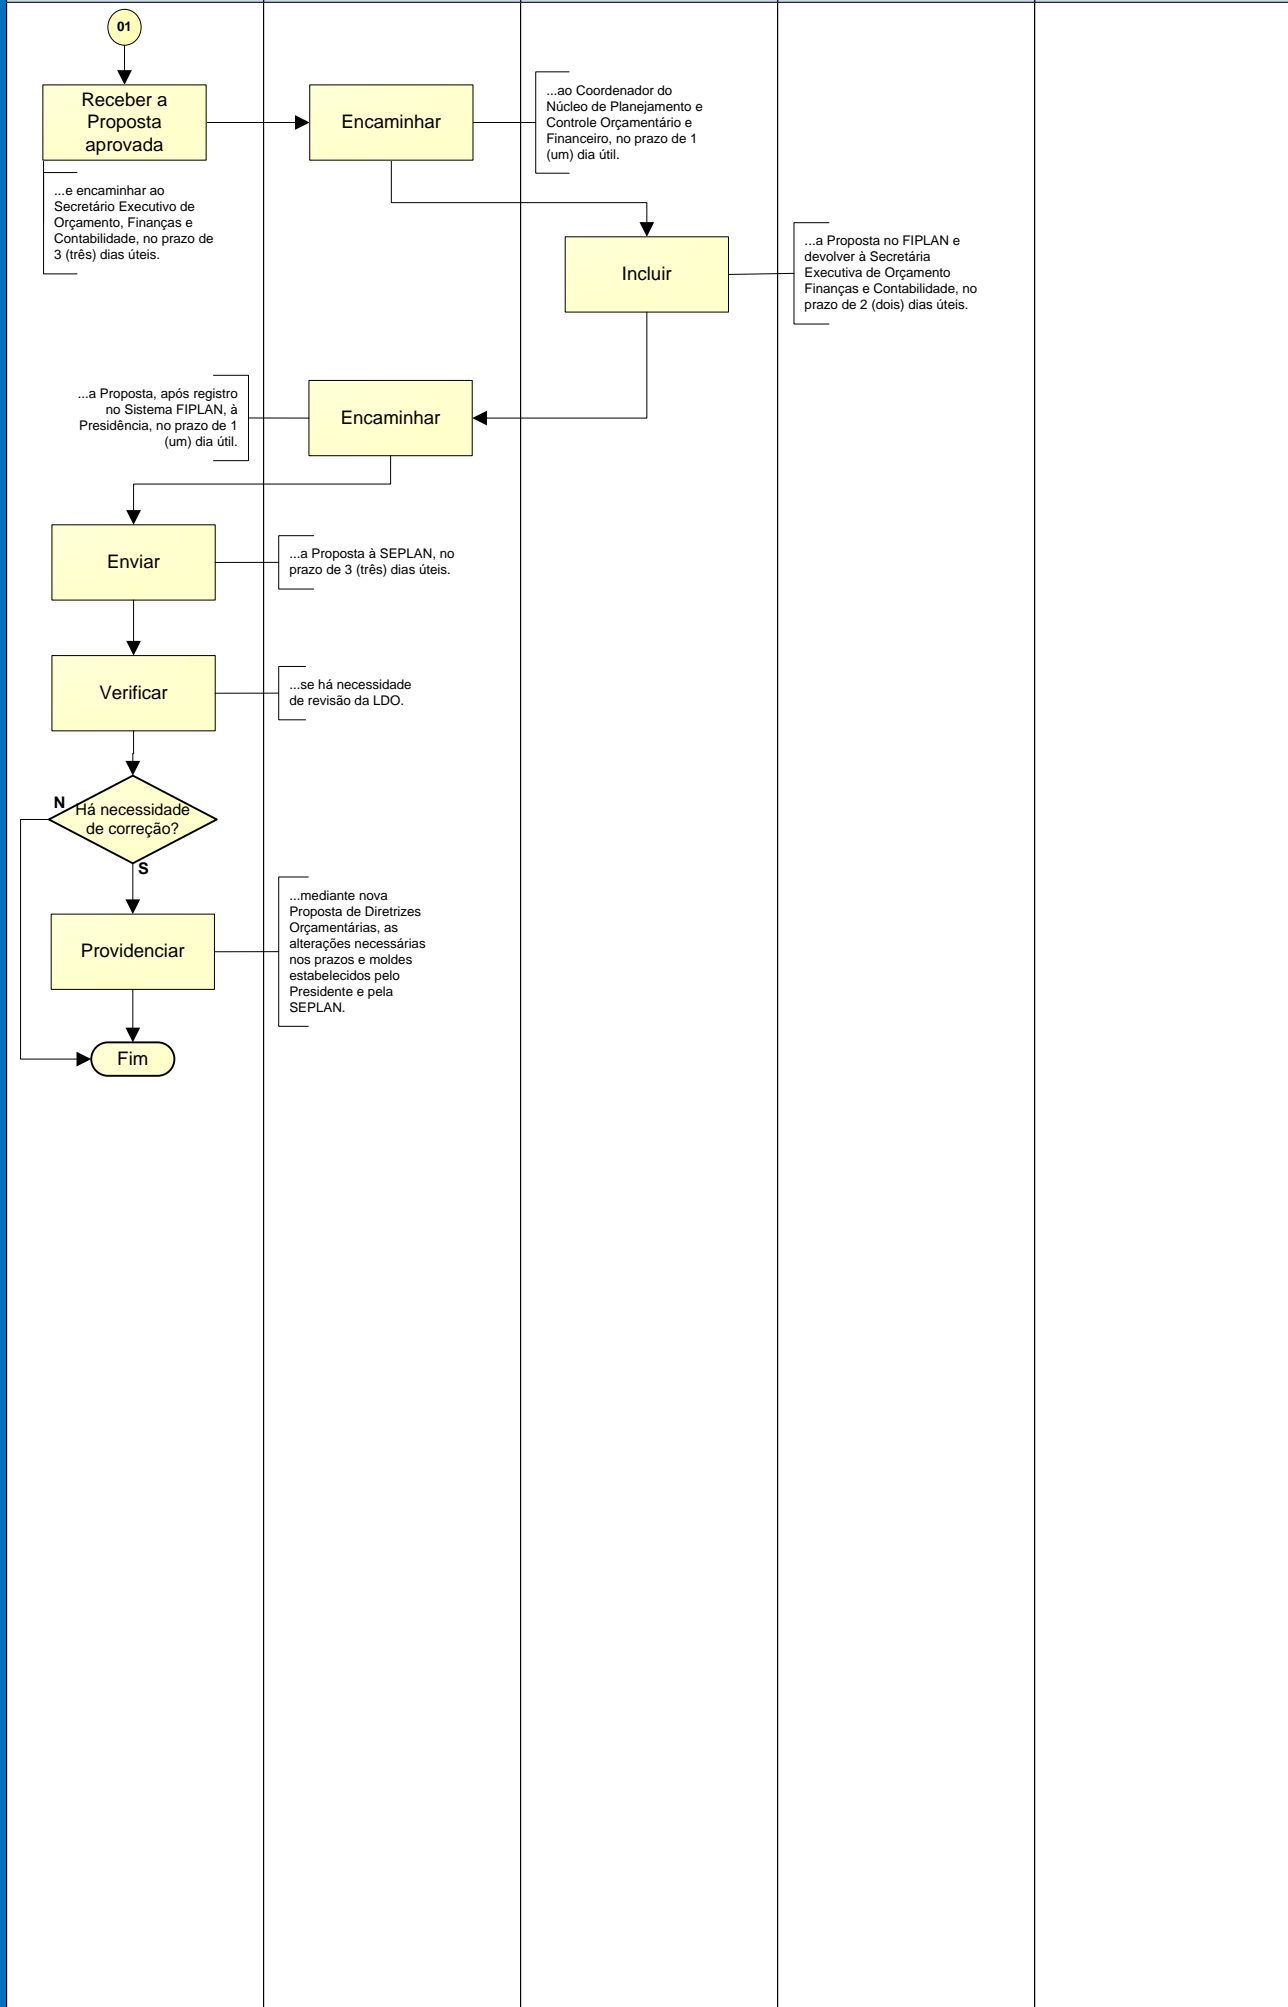 01
Receber a
Proposta
aprovada
Encaminhar
...ao Coordenador do
Núcleo de Planejamento e
Controle Orçamentário e
Financeiro, no prazo de 1
(um) dia útil.
...e encaminhar ao
Secretário Executivo de
Orçamento, Finanças e
Contabilidade, no prazo de
3 (três) dias úteis.
Incluir
...a Proposta no FIPLAN e
devolver à Secretária
Executiva de Orçamento
Finanças e Contabilidade, no
prazo de 2 (dois) dias úteis.
...a Proposta, após registro
no Sistema FIPLAN, à
Presidência, no prazo de 1
(um) dia útil.
Encaminhar
Enviar
...a Proposta à SEPLAN, no
prazo de 3 (três) dias úteis.
Verificar
...se há necessidade
de revisão da LDO.
N
Há necessidade
de correção?
S
Providenciar
...mediante nova
Proposta de Diretrizes
Orçamentárias, as
alterações necessárias
nos prazos e moldes
estabelecidos pelo
Presidente e pela
SEPLAN.
Fim